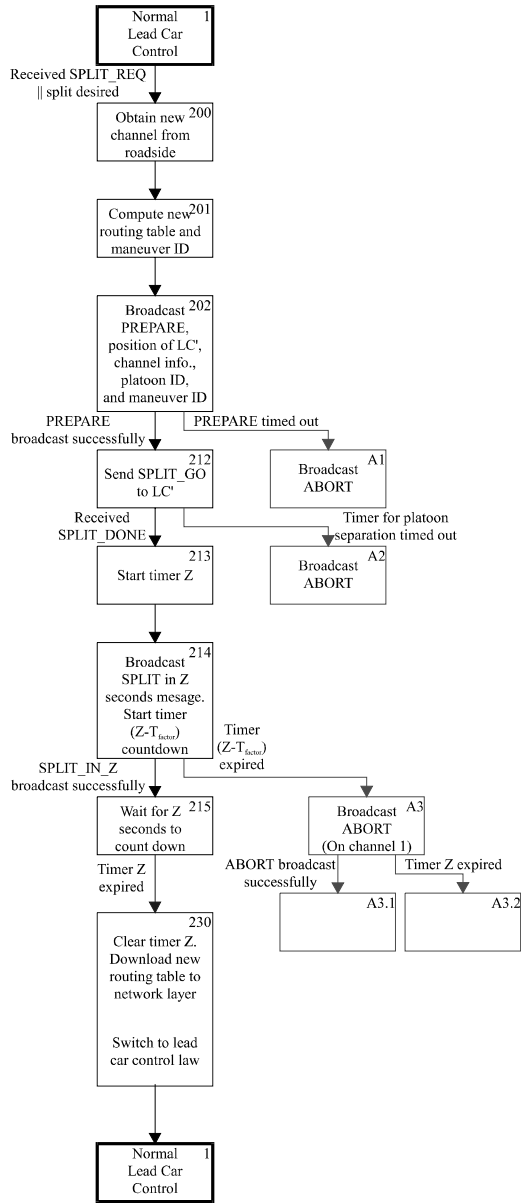 Normal 1
Lead Car
Control
Received SPLIT_REQ
|| split desired
200
Obtain new
channel from
roadside
201
Compute new
routing table and
maneuver ID
202
Broadcast
PREPARE,
position of LC',
channel info.,
platoon ID,
and maneuver ID
PREPARE
broadcast successfully
PREPARE timed out
212
Send SPLIT_GO
to LC'
A1
Broadcast
ABORT
Received
SPLIT_DONE
Timer for platoon
separation timed out
213
Start timer Z
A2
Broadcast
ABORT
214
Broadcast
SPLIT in Z
seconds mesage.
Start timer
(Z-Tfactor)
countdown
Timer
(Z-Tfactor)
expired
SPLIT_IN_Z
broadcast successfully
215
Wait for Z
seconds to
count down
A3
Broadcast
ABORT
(On channel 1)
Timer Z
expired
ABORT broadcast
successfully
Timer Z expired
A3.1
A3.2
230
Clear timer Z.
Download new
routing table to
network layer
Switch to lead
car control law
Normal 1
Lead Car
Control